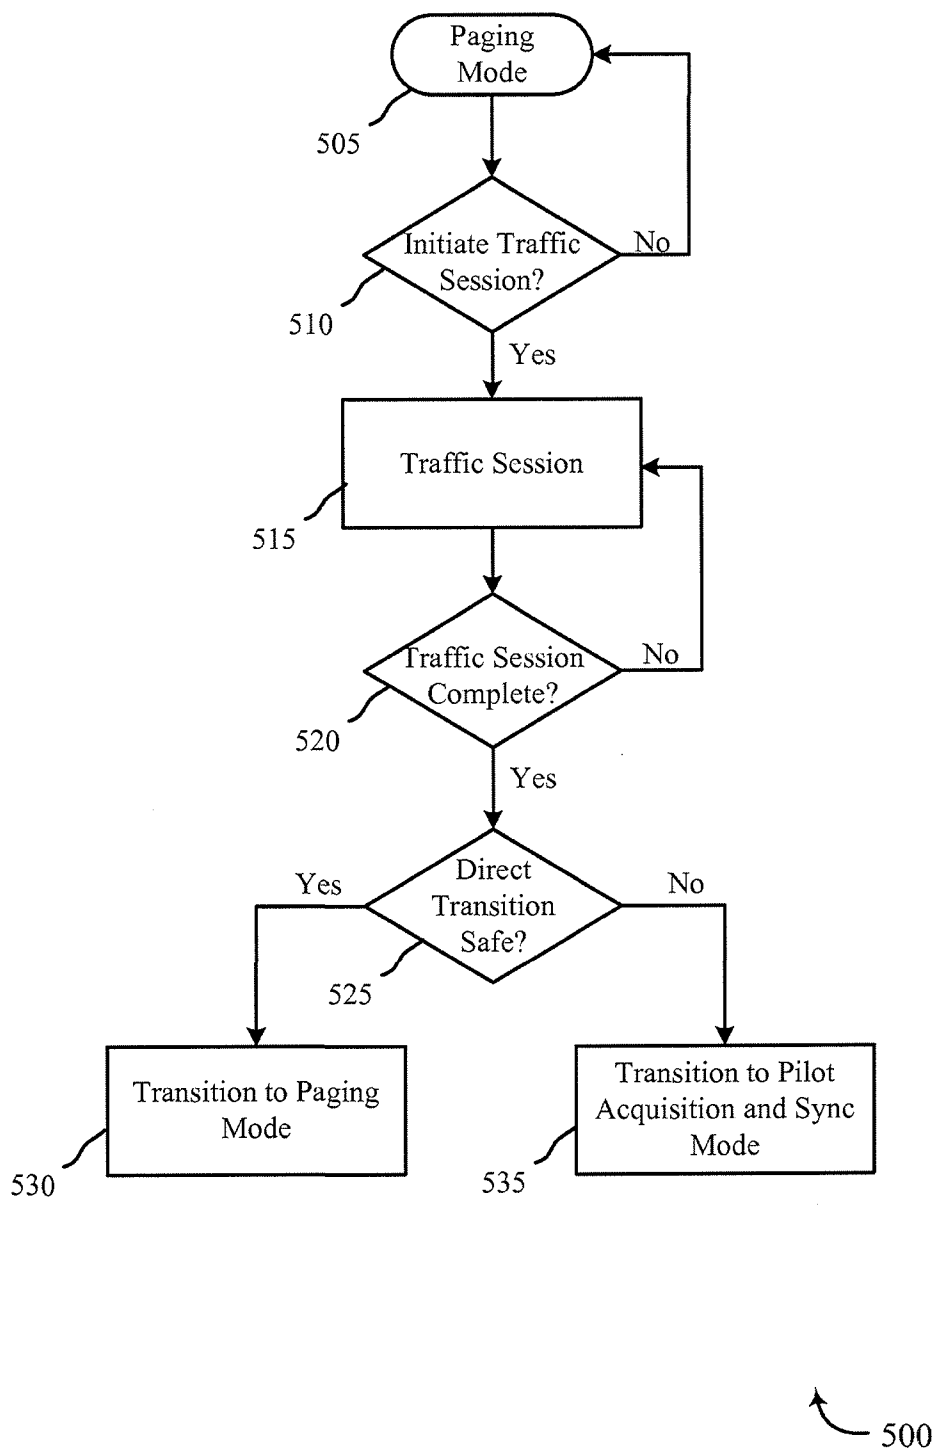 Paging
Mode
505
Initiate Traffic
Session?
No
510
Yes
Traffic Session
515
Traffic Session
Complete?
No
520
Yes
Direct
Transition
Safe?
Yes
No
525
Transition to Paging
Mode
530
Transition to Pilot
Acquisition and Sync
Mode
535
500